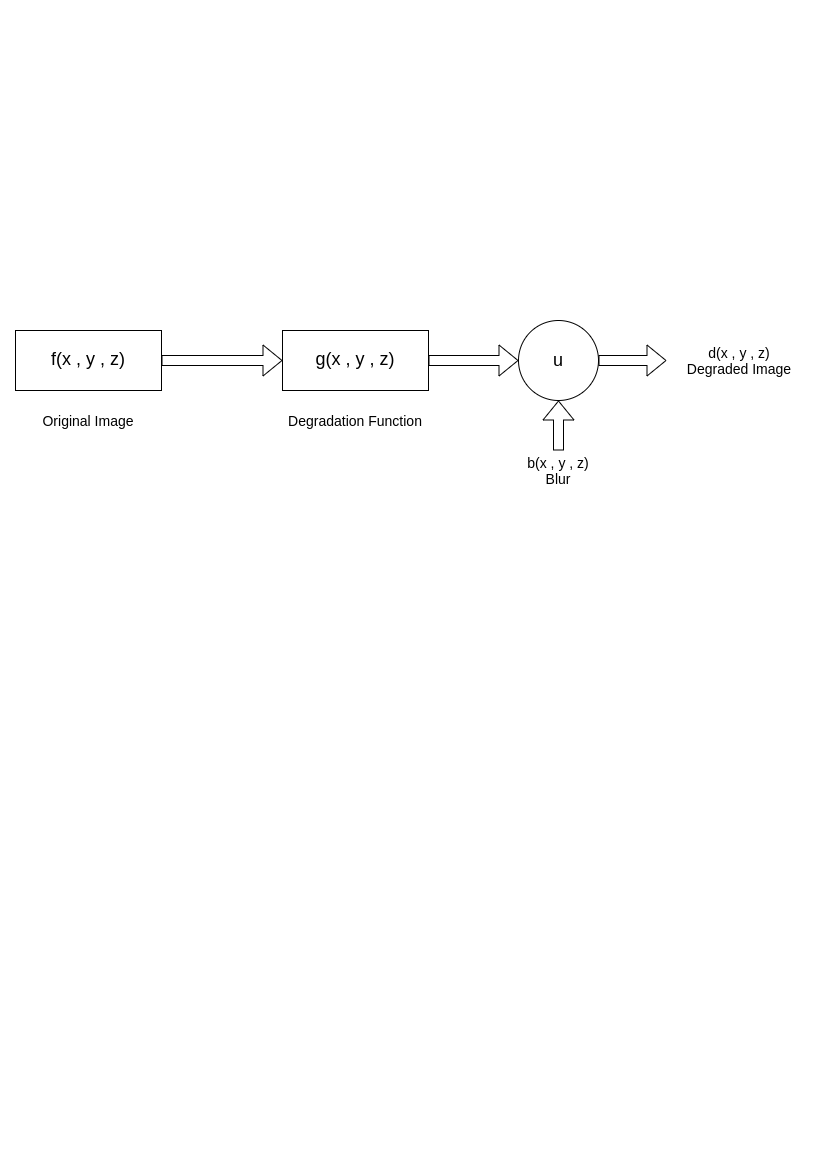 f(x , y , z)
g(x , y , z)
u
d(x , y , z)
Degraded Image
Original Image
Degradation Function
b(x , y , z)
Blur